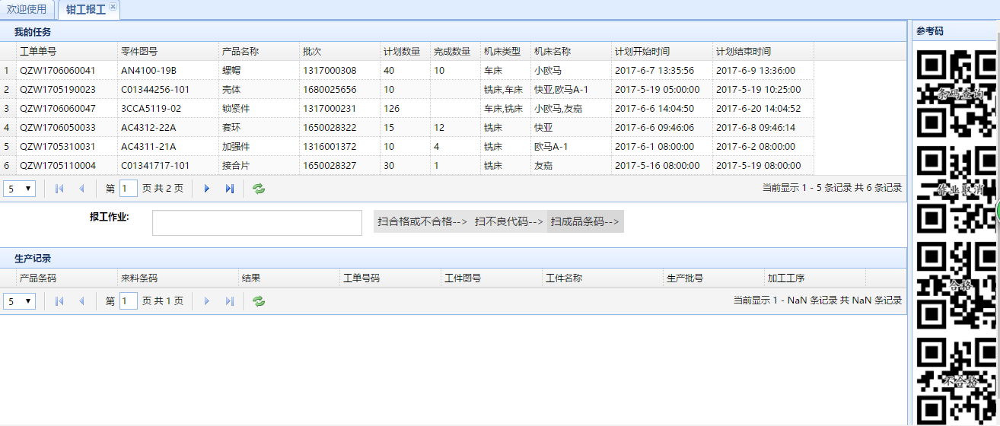 欢迎使用 钳工报工
我的任务
工单单号 零件图号 产品名称 批次 计划数量 完成数量 机床类型 机床名称 计划开始时间 计划结束时间
1 QZW1706060041 AN4100-19B 螺帽 1317000308 40 10 车床 小欧马 2017-6-7 13:35:56 2017-6-9 13:36:00
2 QZW1705190023 C01344256-101 壳体 1680025656 10 铣床,车床 快亚,欧马A-1 2017-5-19 05:00:00 2017-5-19 10:25:00
3 QZW1706060047 3CCA5119-02 锁紧件 1317000231 126 车床,铣床 小欧马,友嘉 2017-6-6 14:04:50 2017-6-20 14:04:52
4 QZW1706050033 AC4312-22A 套环 1650028322 15 12 铣床 快亚 2017-6-6 09:46:06 2017-6-8 09:46:14
5 QZW1705310031 AC4311-21A 加强件 1316001372 10 4 铣床 欧马A-1 2017-6-1 08:00:00 2017-6-2 08:00:00
6 QZW1705110004 C01341717-101 接合片 1650028327 30 1 铣床 友嘉 2017-5-16 08:00:00 2017-5-19 08:00:00
5 第 1 页 共 2 页 当前显示 1 - 5 条记录 共 6 条记录
报工作业: 扫合格或不合格--> 扫不良代码--> 扫成品条码-->
生产记录
产品条码 来料条码 结果 工单号码 工件图号 工件名称 生产批号 加工工序
5 第 1 页 共 1 页 当前显示 1 - NaN 条记录 共 NaN 条记录
参考码
条码查询
作业取消
合格
不合格